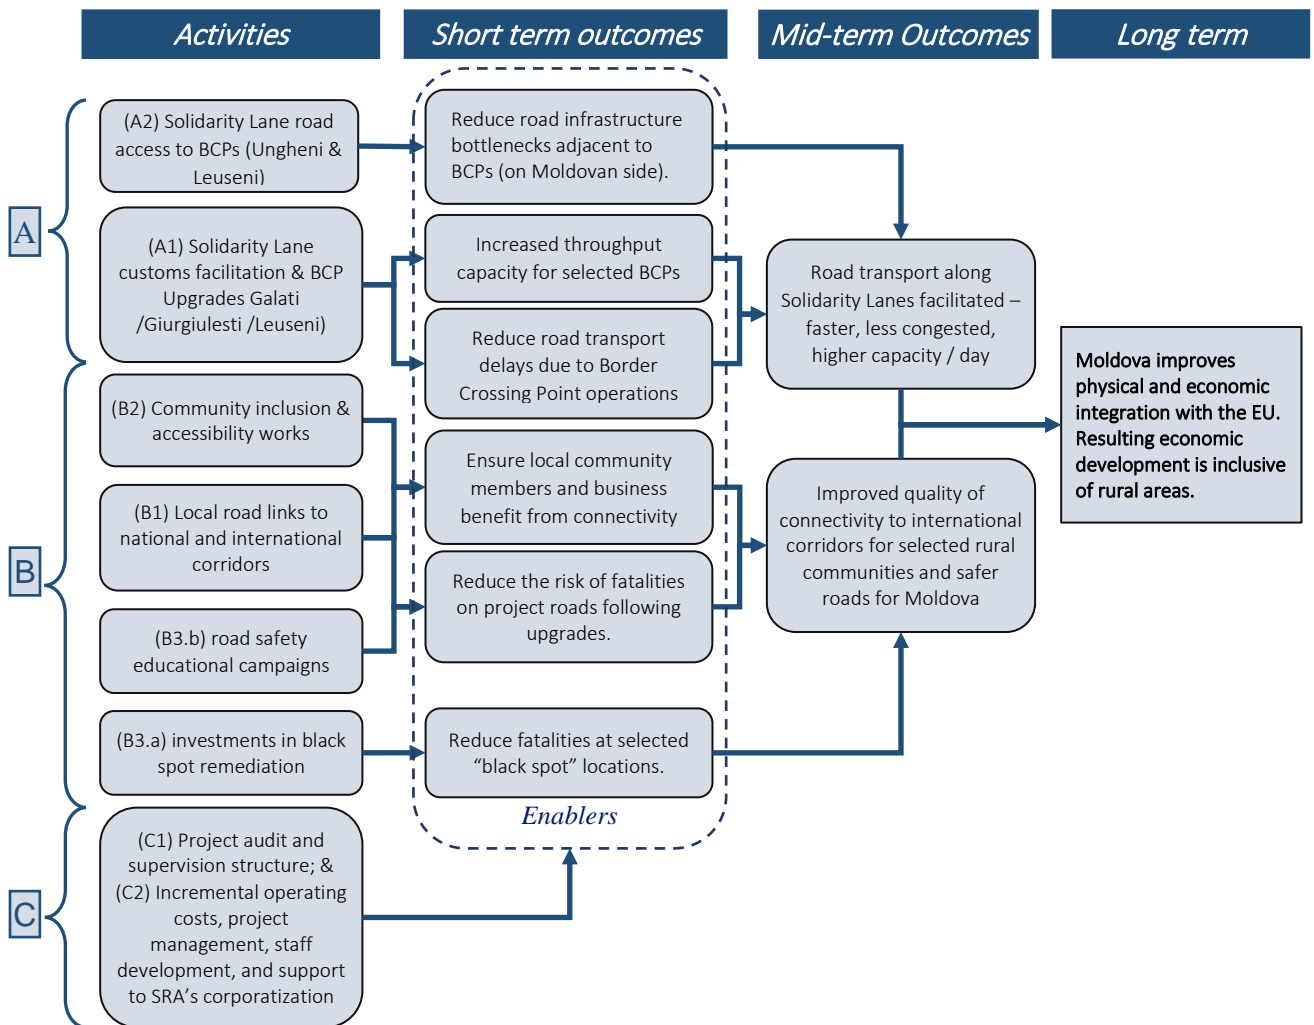 Activities
Short term outcomes
Mid-term Outcomes
Long term
A
(A2) Solidarity Lane road
access to BCPs (Ungheni &
Leuseni)
(A1) Solidarity Lane
customs facilitation & BCP
Upgrades Galati
/Giurgiulesti /Leuseni)
B
(B2) Community inclusion &
accessibility works
(B1) Local road links to
national and international
corridors
(B3.b) road safety
educational campaigns
(B3.a) investments in black
spot remediation
C
(C1) Project audit and
supervision structure; &
(C2) Incremental operating
costs, project
management, staff
development, and support
to SRA’s corporatization
Reduce road infrastructure
bottlenecks adjacent to
BCPs (on Moldovan side).
Increased throughput
capacity for selected BCPs
Reduce road transport
delays due to Border
Crossing Point operations
Ensure local community
members and business
benefit from connectivity
Reduce the risk of fatalities
on project roads following
upgrades.
Reduce fatalities at selected
“black spot” locations.
Enablers
Road transport along
Solidarity Lanes facilitated –
faster, less congested,
higher capacity / day
Improved quality of
connectivity to international
corridors for selected rural
communities and safer
roads for Moldova
Moldova improves
physical and economic
integration with the EU.
Resulting economic
development is inclusive
of rural areas.